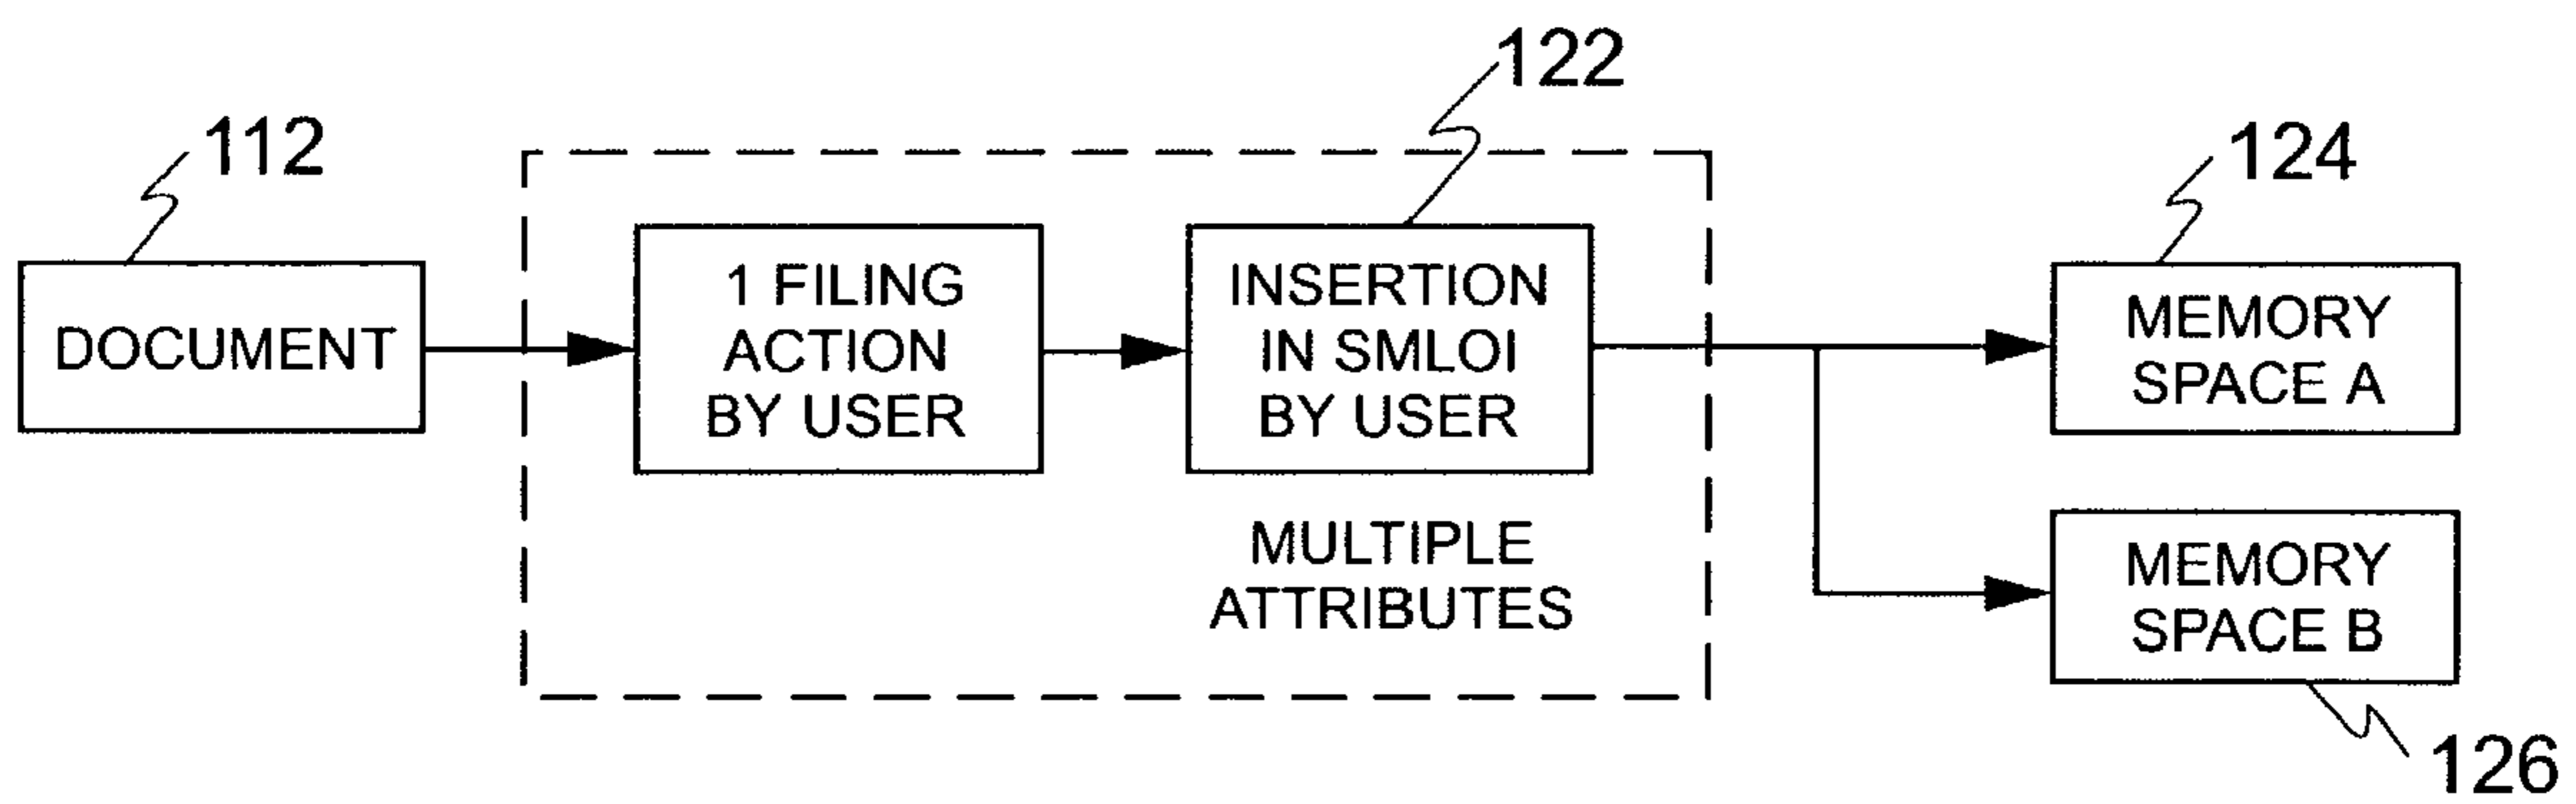 112
DOCUMENT
1 FILING
ACTION
BY USER
122
INSERTION
IN SMLOI
BY USER
MULTIPLE
ATTRIBUTES
124
MEMORY
SPACE A
MEMORY
SPACE B
126